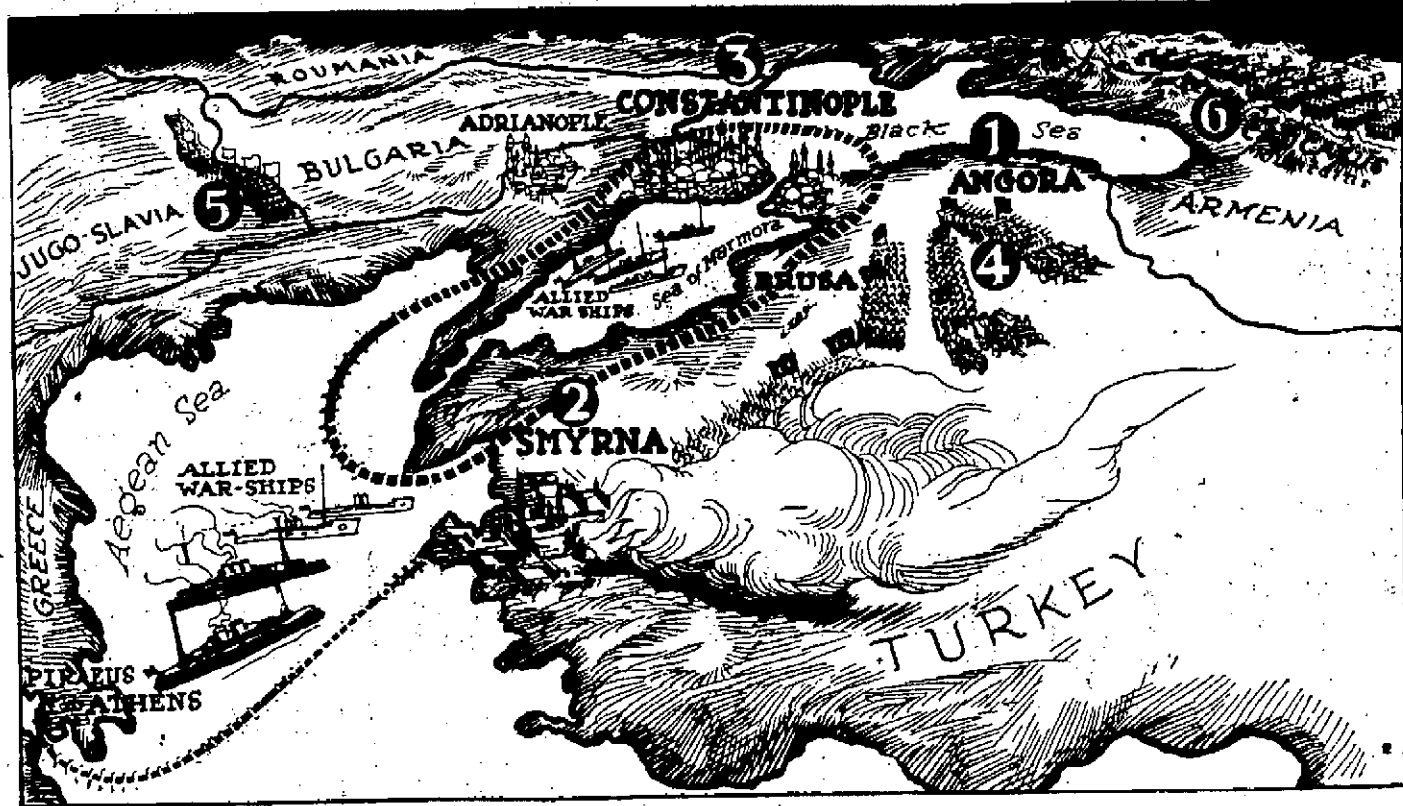 ROUMANIA
3
CONSTANTINOPLE
ADRIANOPLE
Black Sea
1
6
BULGARIA
ANGORA
5
JUGO-SLAVIA
ARMENIA
Sea of Marmora
4
BRUSA
ALLIED
WAR SHIPS
2
SMYRNA
Aegean Sea
ALLIED
WAR-SHIPS
GREECE
TURKEY
PIRAEUS
ATHENS